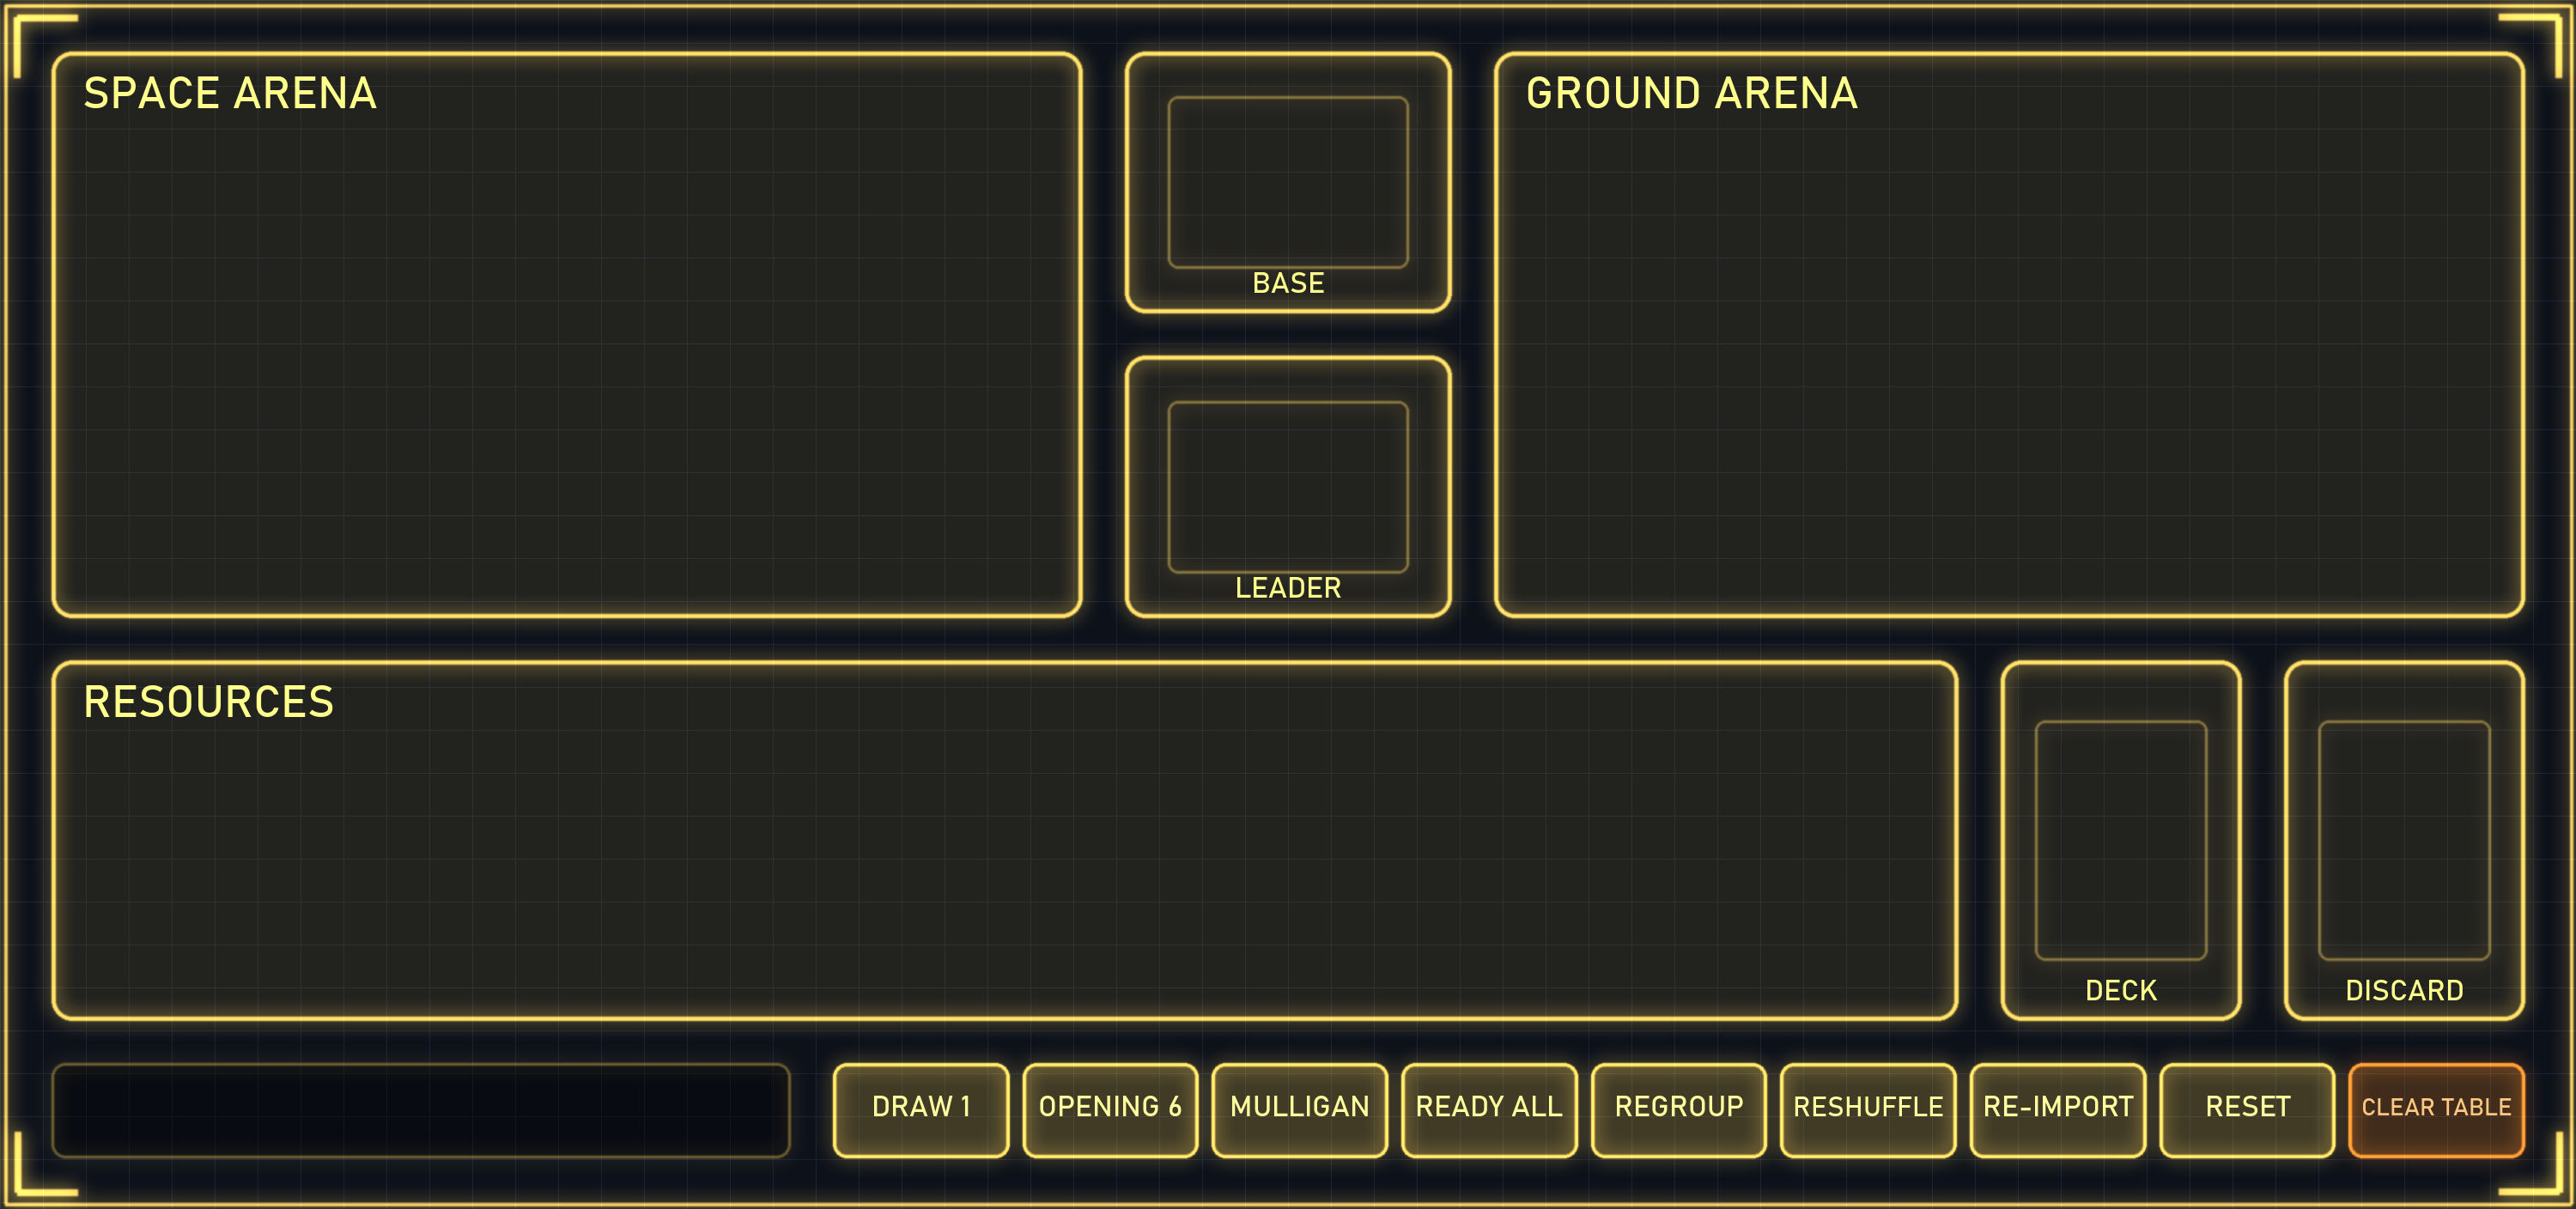 SPACE ARENA
BASE
GROUND ARENA
LEADER
RESOURCES
DECK
DISCARD
DRAW 1
OPENING 6
MULLIGAN
READY ALL
REGROUP
RESHUFFLE
RE-IMPORT
RESET
CLEAR TABLE